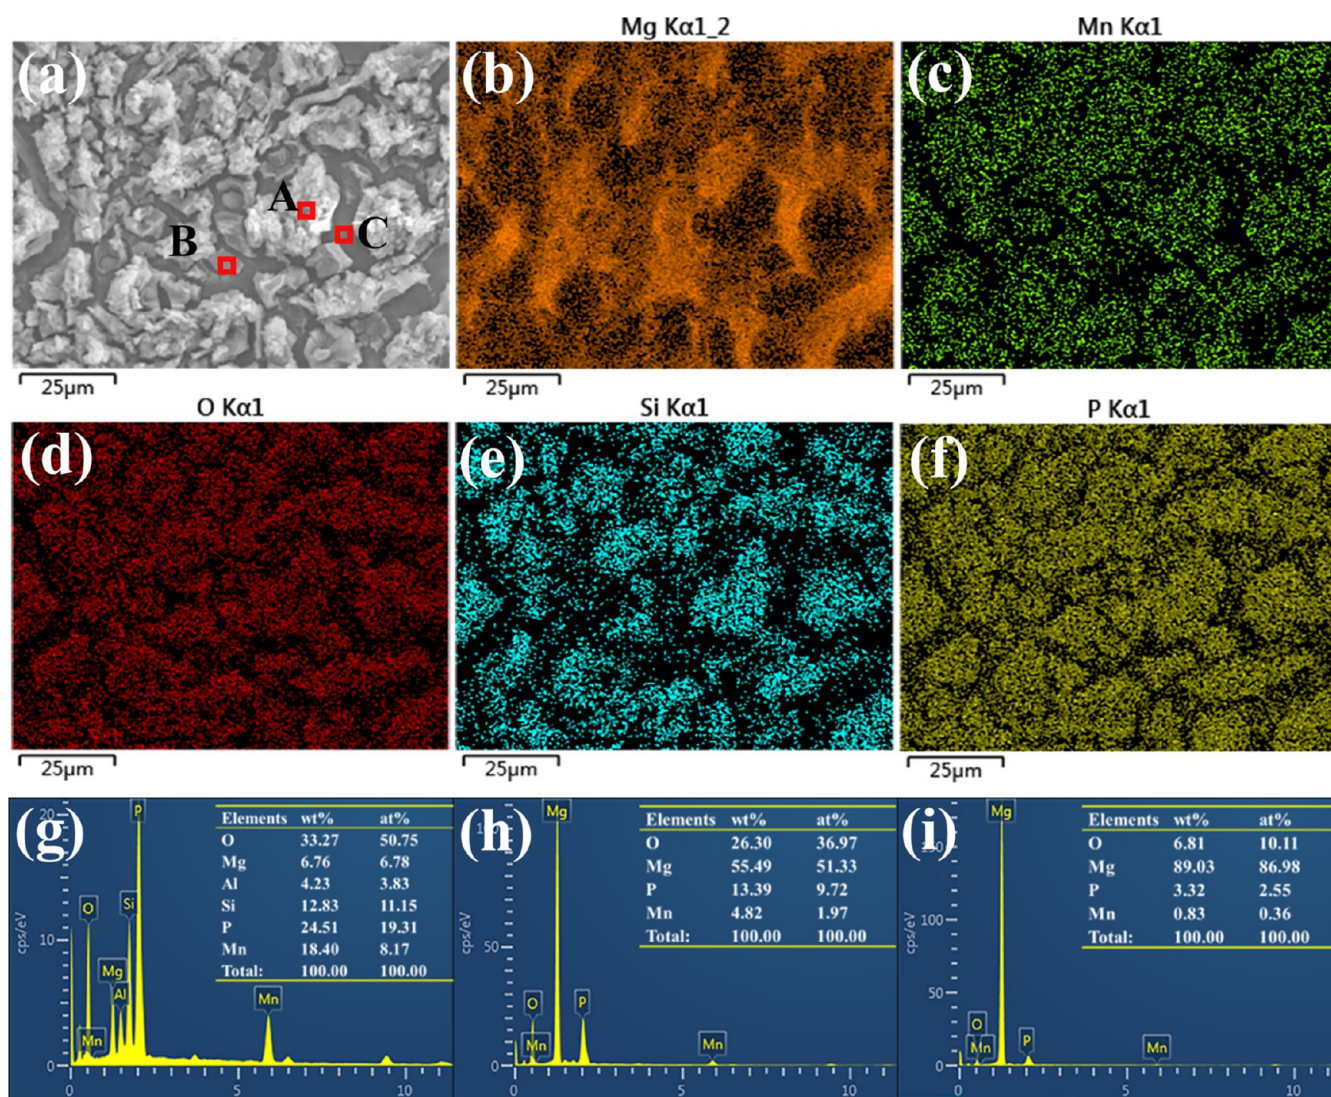 Mg Kα1_2
Mn Kα1
(a)
A
B
C
(b)
(c)
25μm
25μm
25μm
O Kα1
Si Kα1
P Kα1
(d)
(e)
(f)
25μm
25μm
25μm
(g)
P
20
O
Si
10
cps/eV
Mg
Al
Mn
Mn
0
0
5
10
Elements wt% at%
O 33.27 50.75
Mg 6.76 6.78
Al 4.23 3.83
Si 12.83 11.15
P 24.51 19.31
Mn 18.40 8.17
Total: 100.00 100.00
(h)
Mg
50
cps/eV
O
P
Mn
Mn
0
0
5
10
Elements wt% at%
O 26.30 36.97
Mg 55.49 51.33
P 13.39 9.72
Mn 4.82 1.97
Total: 100.00 100.00
(i)
Mg
100
cps/eV
50
O
P
Mn
Mn
0
0
5
10
Elements wt% at%
O 6.81 10.11
Mg 89.03 86.98
P 3.32 2.55
Mn 0.83 0.36
Total: 100.00 100.00